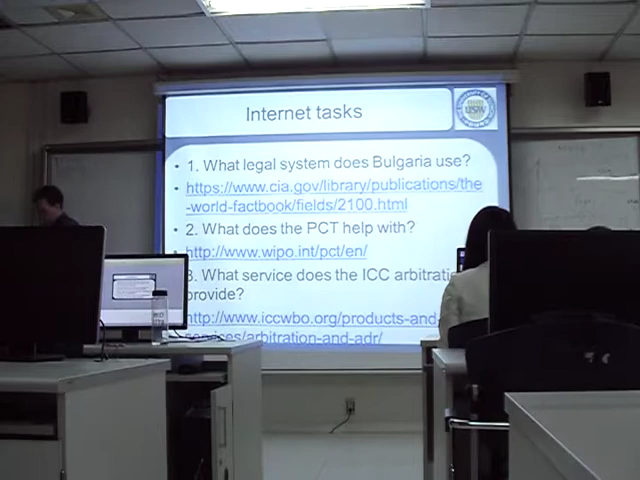 Internet tasks
• 1. What legal system does Bulgaria use?
• https://www.cia.gov/library/publications/the
-world-factbook/fields/2100.html
• 2. What does the PCT help with?
http://www.wipo.int/pct/en/
3. What service does the ICC arbitratio
provide?
http://www.iccwbo.org/products-and-
services/arbitration-and-adr/